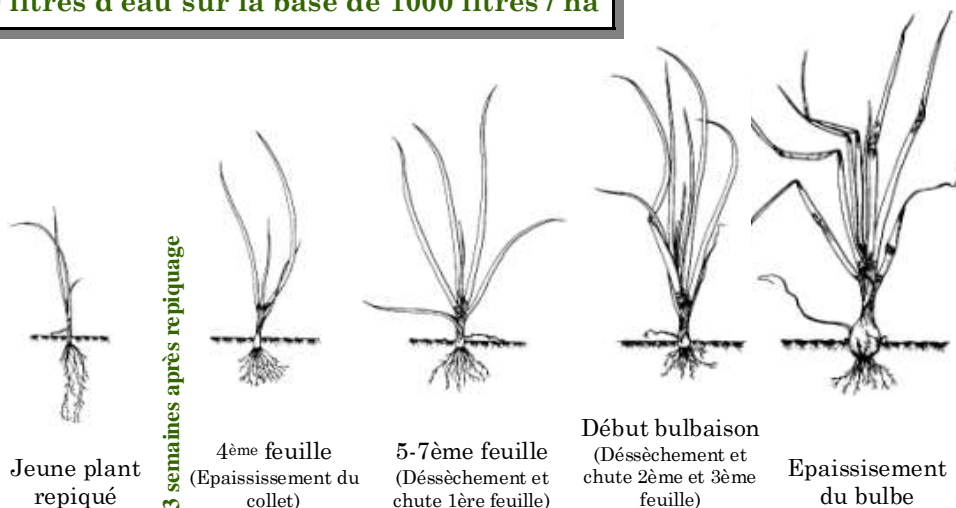 litres d'eau sur la base de 1000 litres / ha
3 semaines après repiquage
Jeune plant
repiqué
4ème feuille
(Epaississement du
collet)
5-7ème feuille
(Déssèchement et
chute 1ère feuille)
Début bulbaison
(Déssèchement et
chute 2ème et 3ème
feuille)
Epaissisement
du bulbe